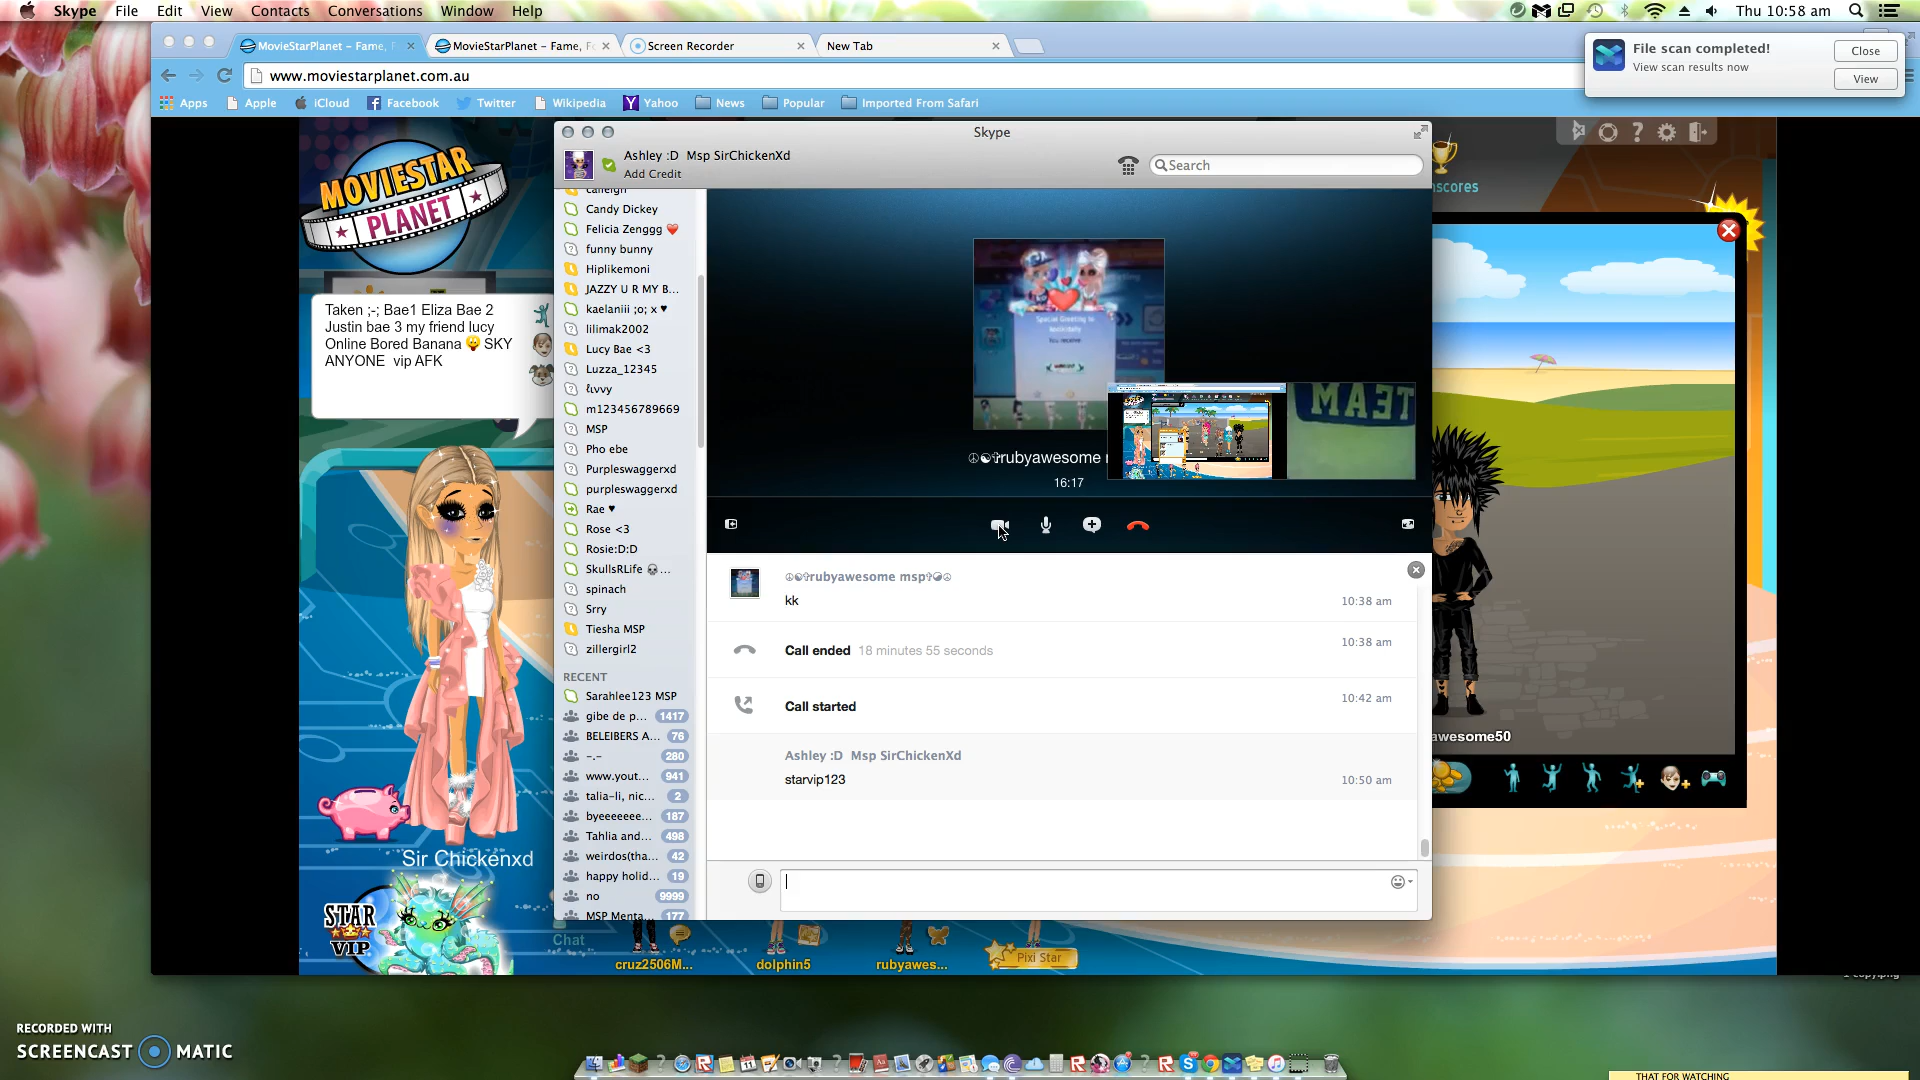 Skype File Edit View Contacts Conversations Window Help
Thu 10:58 am
MovieStarPlanet – Fame, F
MovieStarPlanet – Fame, Fo
Screen Recorder
New Tab
www.moviestarplanet.com.au
Apps Apple iCloud Facebook Twitter Wikipedia Yahoo News Popular Imported From Safari
File scan completed!
View scan results now
Close
View
MOVIESTAR
PLANET
Taken ;-; Bae1 Eliza Bae 2
Justin bae 3 my friend lucy
Online Bored Banana 😜 SKY
ANYONE vip AFK
Sir Chickenxd
STAR
VIP
Skype
Ashley :D Msp SirChickenXd
Add Credit
Search
calleigh
Candy Dickey
Felicia Zenggg ❤
funny bunny
Hiplikemoni
JAZZY U R MY B...
kaelaniii ;o; x ♥
lilimak2002
Lucy Bae <3
Luzza_12345
m123456789669
MSP
Pho ebe
Purpleswaggerxd
purpleswaggerxd
Rae ♥
Rose <3
Rosie:D:D
SkullsRLife 💀...
spinach
Srry
Tiesha MSP
zillergirl2
RECENT
Sarahlee123 MSP
gibe de p... 1417
BELEIBERS A... 76
-.- 280
www.yout... 941
talia-li, nic... 2
byeeeeeee... 187
Tahlia and... 498
weirdos(tha... 42
happy holid... 19
no 9999
MSP Menta... 177
☮☯✞rubyawesome
16:17
TEAM
☮☯✞rubyawesome msp✞☯☮
kk
10:38 am
Call ended 18 minutes 55 seconds
10:38 am
Call started
10:42 am
Ashley :D Msp SirChickenXd
starvip123
10:50 am
scores
awesome50
Chat
cruz2506M...
dolphin5
rubyawes...
Pixi Star
RECORDED WITH
SCREENCAST MATIC
THAT FOR WATCHING